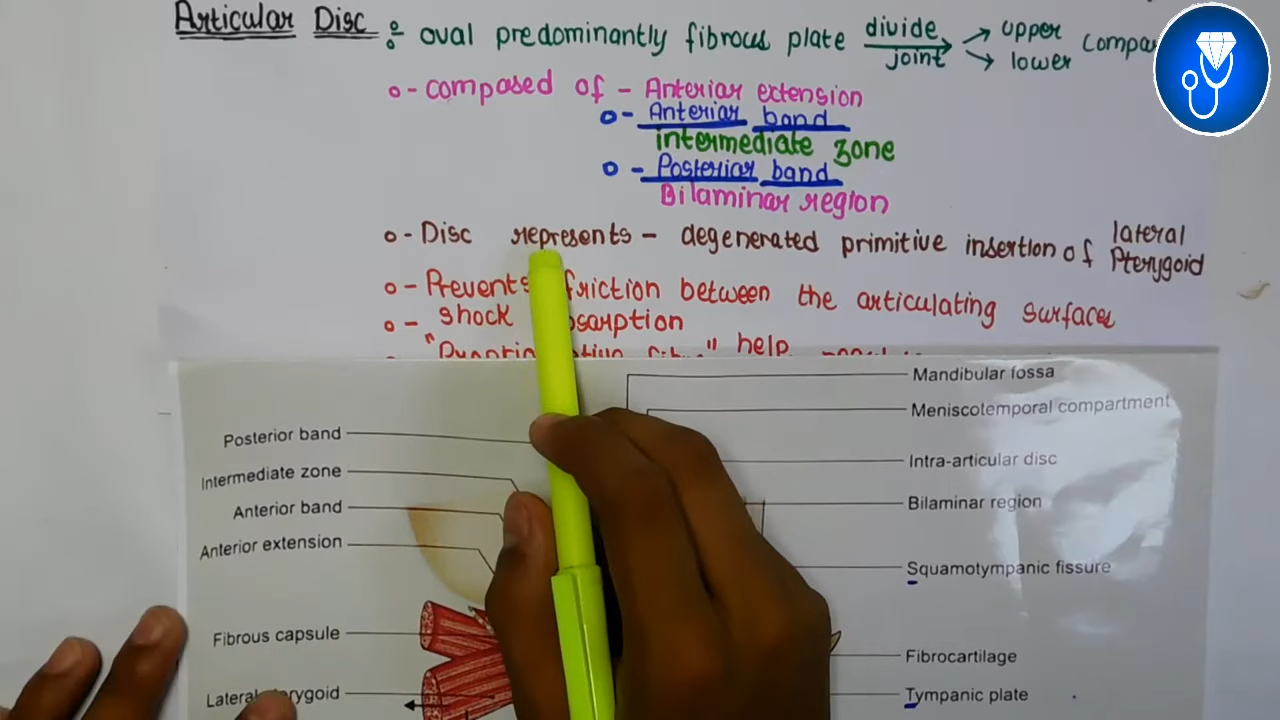 Articular Disc : oval predominantly fibrous plate divide joint → upper
→ lower
o - composed of - Anterior extension
o - Anterior band
intermediate zone
o - Posterior band
Bilaminar region
o - Disc represents - degenerated primitive insertion of lateral Pterygoid
o - Prevents friction between the articulating surfaces
o - shock
help
Mandibular fossa
Meniscotemporal compartment
Posterior band
Intra-articular disc
Intermediate zone
Bilaminar region
Anterior band
Anterior extension
Squamotympanic fissure
Fibrous capsule
Fibrocartilage
Tympanic plate